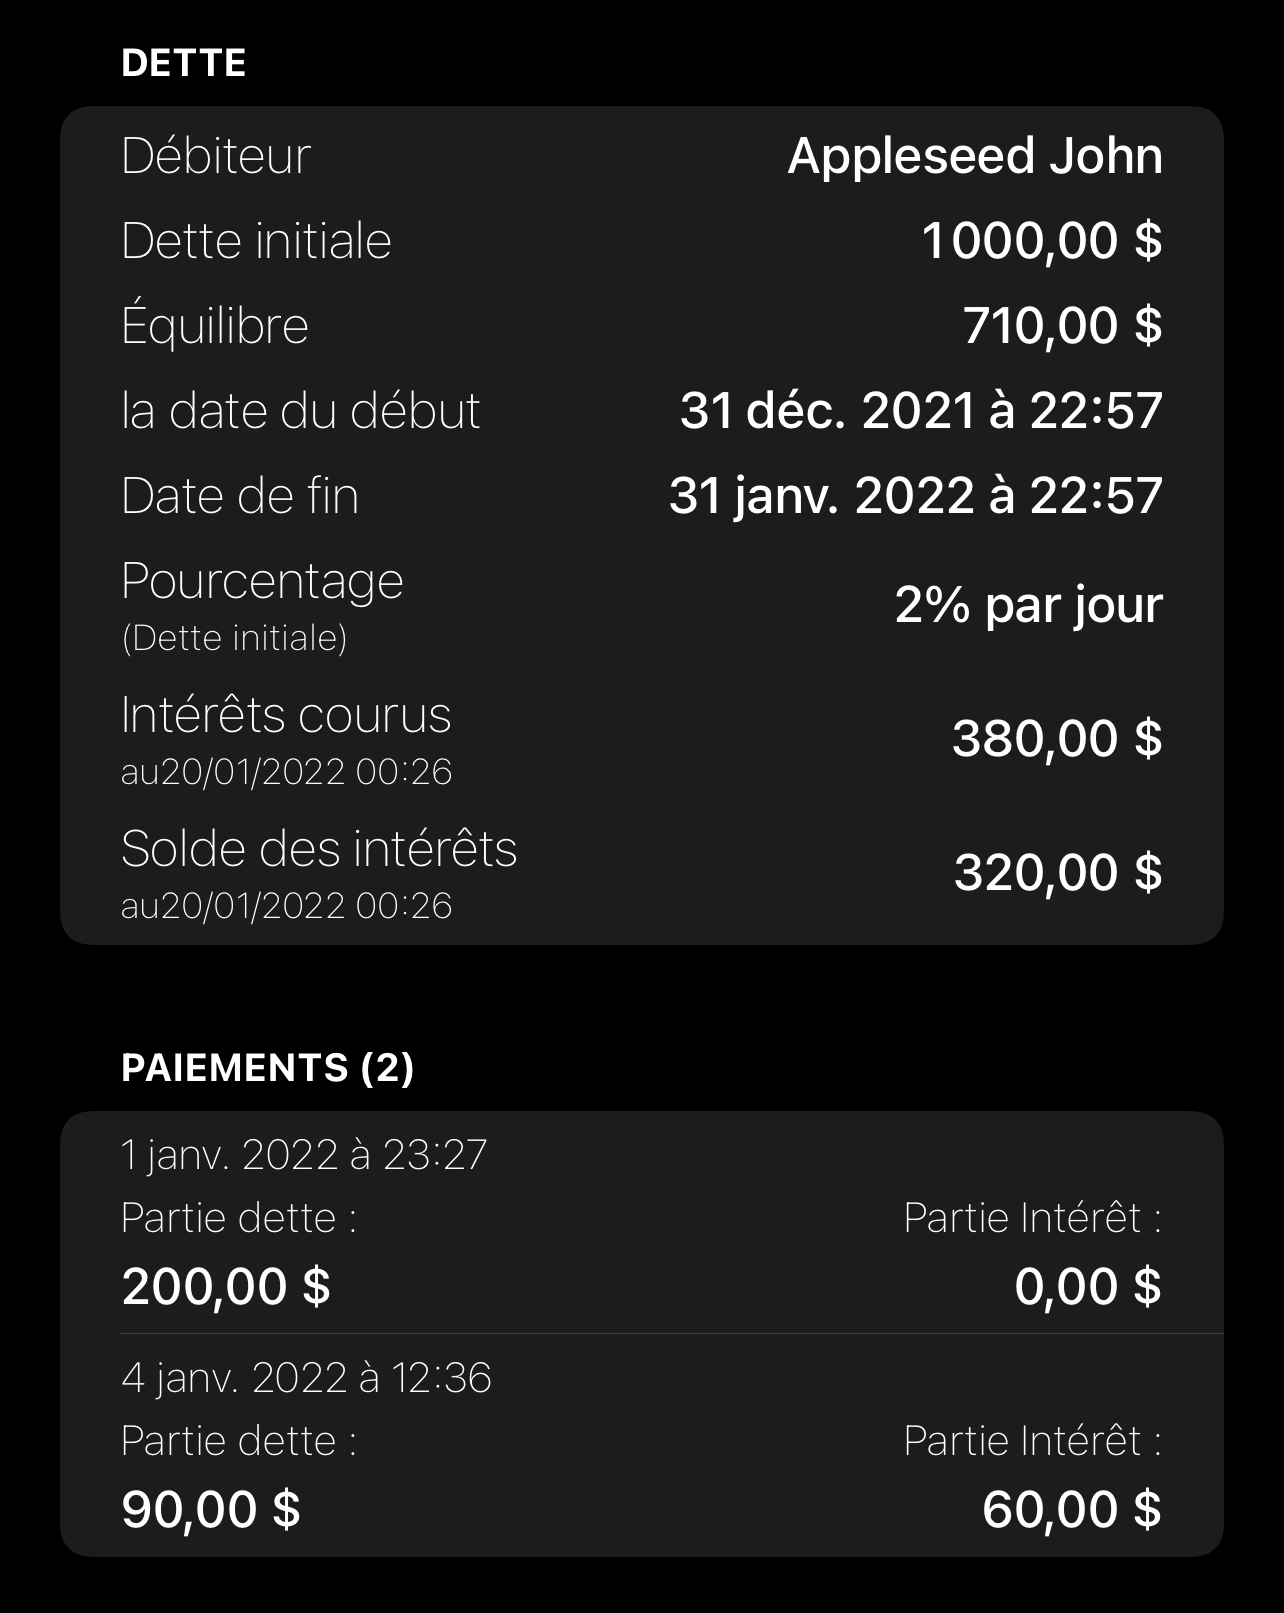 DETTE
Débiteur Appleseed John
Dette initiale 1 000,00 $
Équilibre 710,00 $
la date du début 31 déc. 2021 à 22:57
Date de fin 31 janv. 2022 à 22:57
Pourcentage
(Dette initiale) 2% par jour
Intérêts courus
au20/01/2022 00:26 380,00 $
Solde des intérêts
au20/01/2022 00:26 320,00 $
PAIEMENTS (2)
1 janv. 2022 à 23:27
Partie dette : Partie Intérêt :
200,00 $ 0,00 $
4 janv. 2022 à 12:36
Partie dette : Partie Intérêt :
90,00 $ 60,00 $